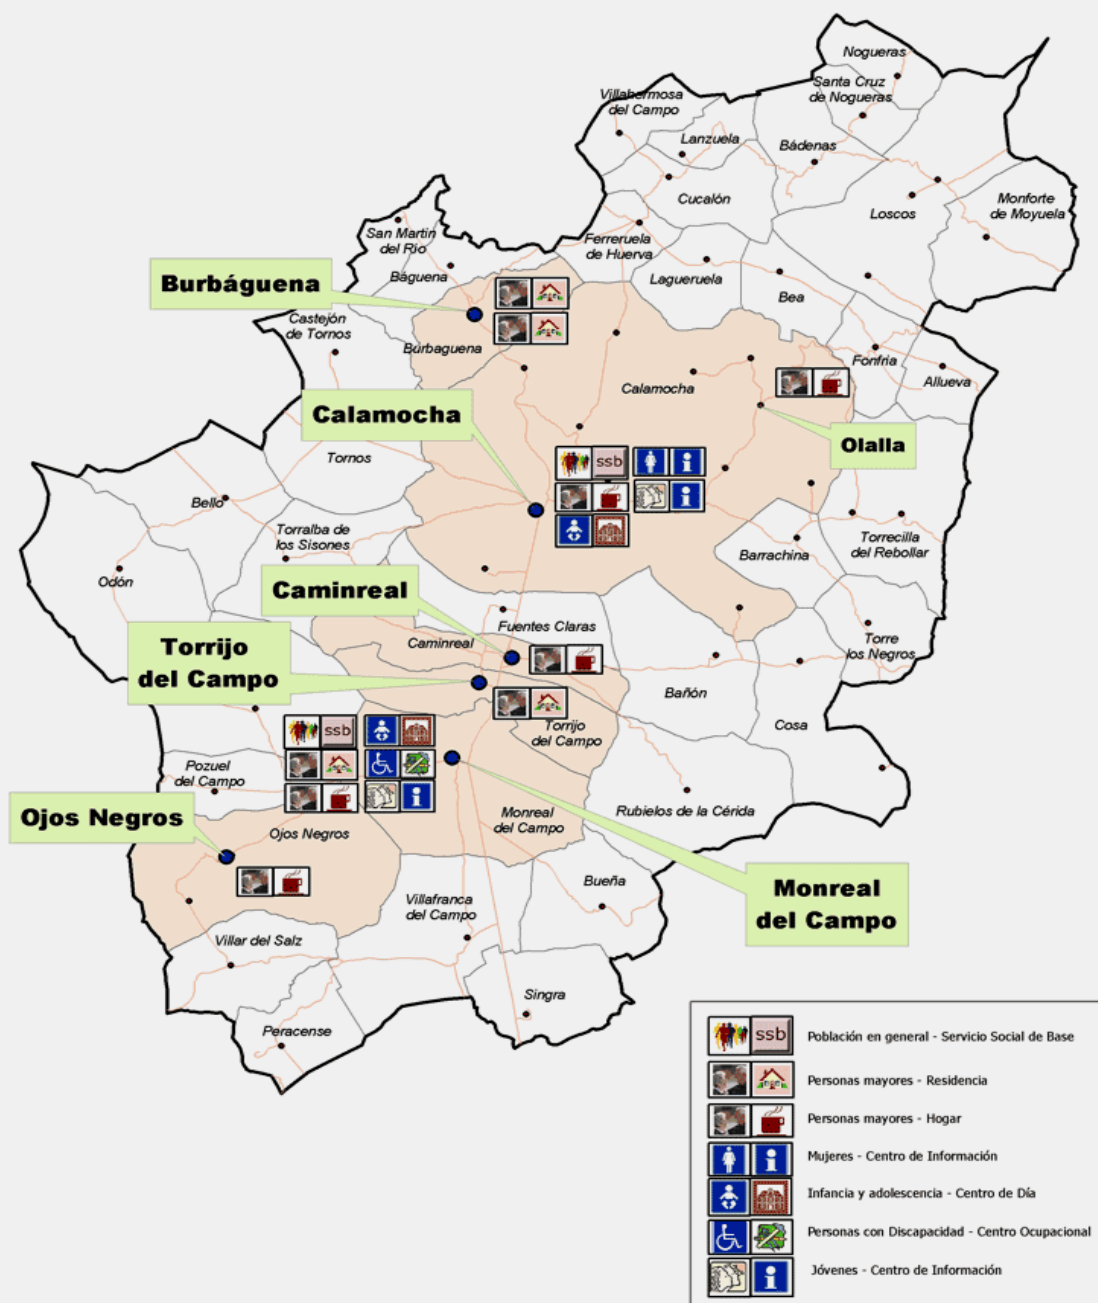 Nogueras
Santa Cruz
de Nogueras
Villahermosa
del Campo
Lanzuela
Bádenas
Cucalón
Loscos
Monforte
de Moyuela
San Martin
del Río
Báguena
Ferreruela
de Huerva
Lagueruela
Bea
Burbáguena
Castejón
de Tornos
Burbaguena
Fonfría
Allueva
Calamocha
Calamocha
Olalla
Tornos
ssb
Bello
Torralba de
los Sisones
Odón
Barrachina
Torrecilla
del Rebollar
Caminreal
Fuentes Claras
Caminreal
Torre
los Negros
Torrijo
del Campo
Bañón
Cosa
Torrijo
del Campo
ssb
Pozuel
del Campo
Rubielos de la Cérida
Monreal
del Campo
Ojos Negros
Ojos Negros
Bueña
Villafranca
del Campo
Monreal
del Campo
Villar del Salz
Singra
Peracense
ssb
Población en general - Servicio Social de Base
Personas mayores - Residencia
Personas mayores - Hogar
Mujeres - Centro de Información
Infancia y adolescencia - Centro de Día
Personas con Discapacidad - Centro Ocupacional
Jóvenes - Centro de Información